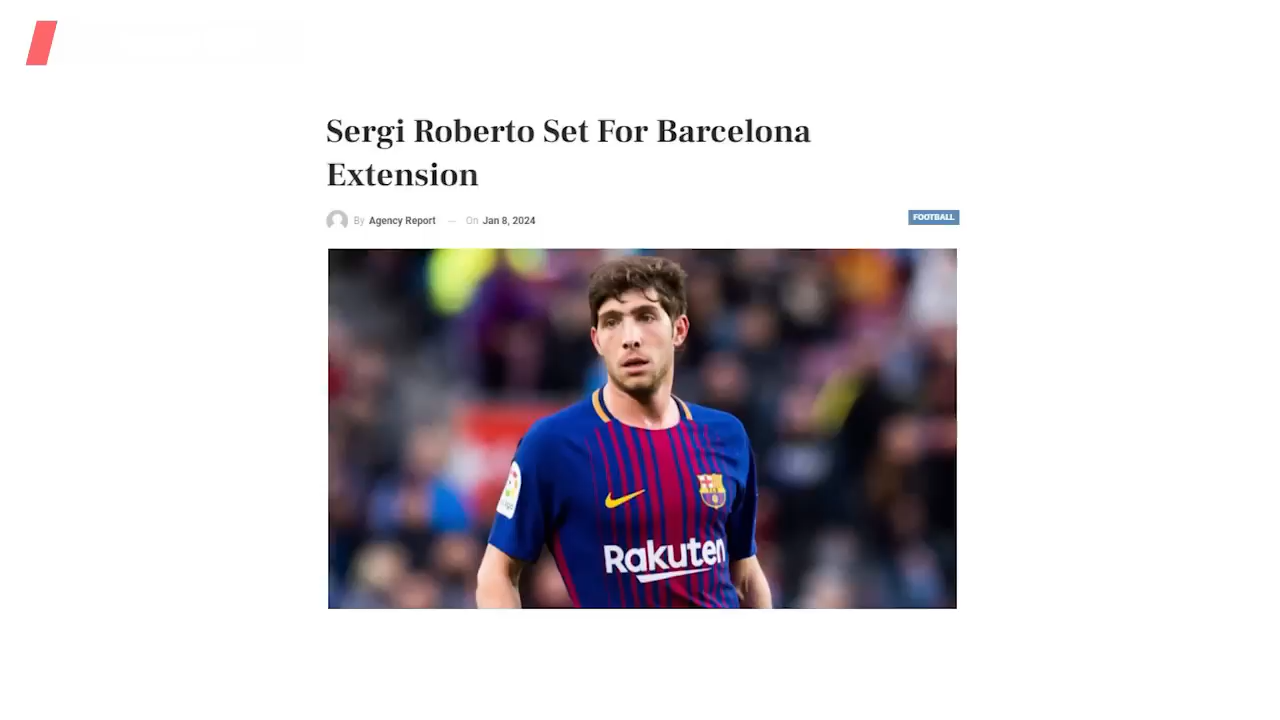 Sergi Roberto Set For Barcelona
Extension
By Agency Report — On Jan 8, 2024
FOOTBALL
Rakuten